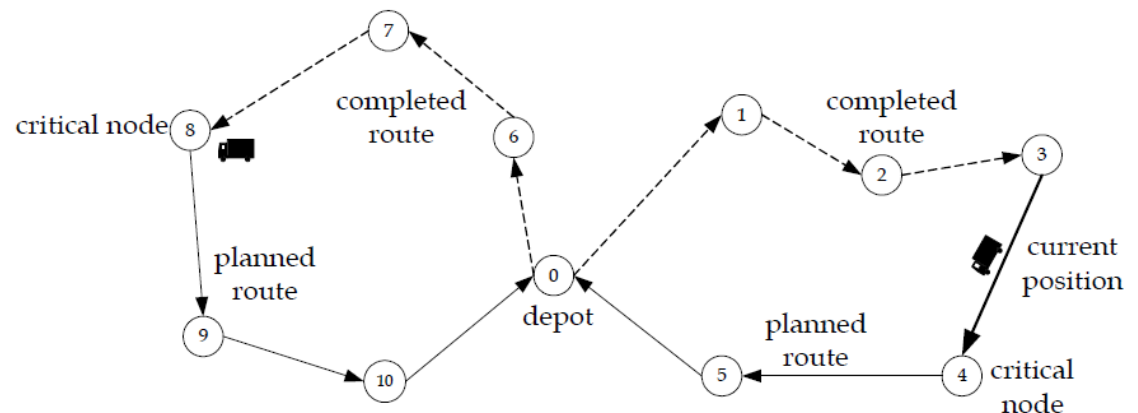 7
completed
route
critical node
8
6
1
completed
route
2
3
planned
route
0
depot
current
position
9
10
planned
route
5
4
critical
node